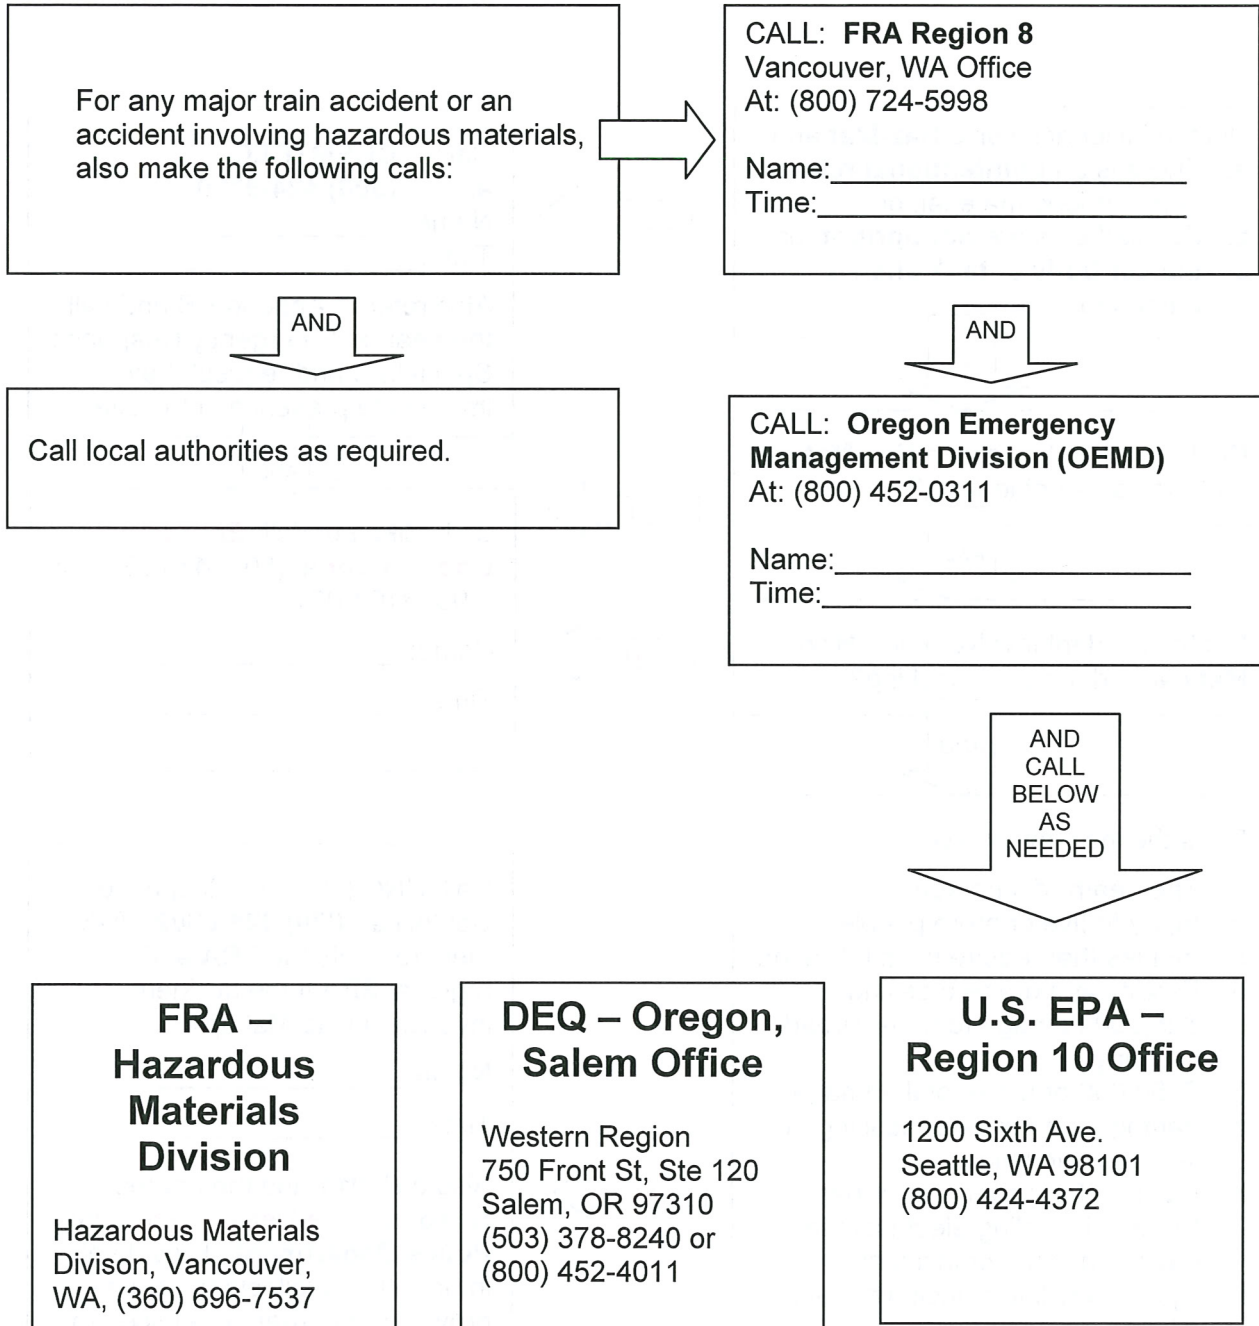 For any major train accident or an
accident involving hazardous materials,
also make the following calls:
CALL: FRA Region 8
Vancouver, WA Office
At: (800) 724-5998
Name:
Time:
AND
Call local authorities as required.
AND
CALL: Oregon Emergency
Management Division (OEMD)
At: (800) 452-0311
Name:
Time:
AND
CALL
BELOW
AS
NEEDED
FRA –
Hazardous
Materials
Division
Hazardous Materials
Divison, Vancouver,
WA, (360) 696-7537
DEQ – Oregon,
Salem Office
Western Region
750 Front St, Ste 120
Salem, OR 97310
(503) 378-8240 or
(800) 452-4011
U.S. EPA –
Region 10 Office
1200 Sixth Ave.
Seattle, WA 98101
(800) 424-4372